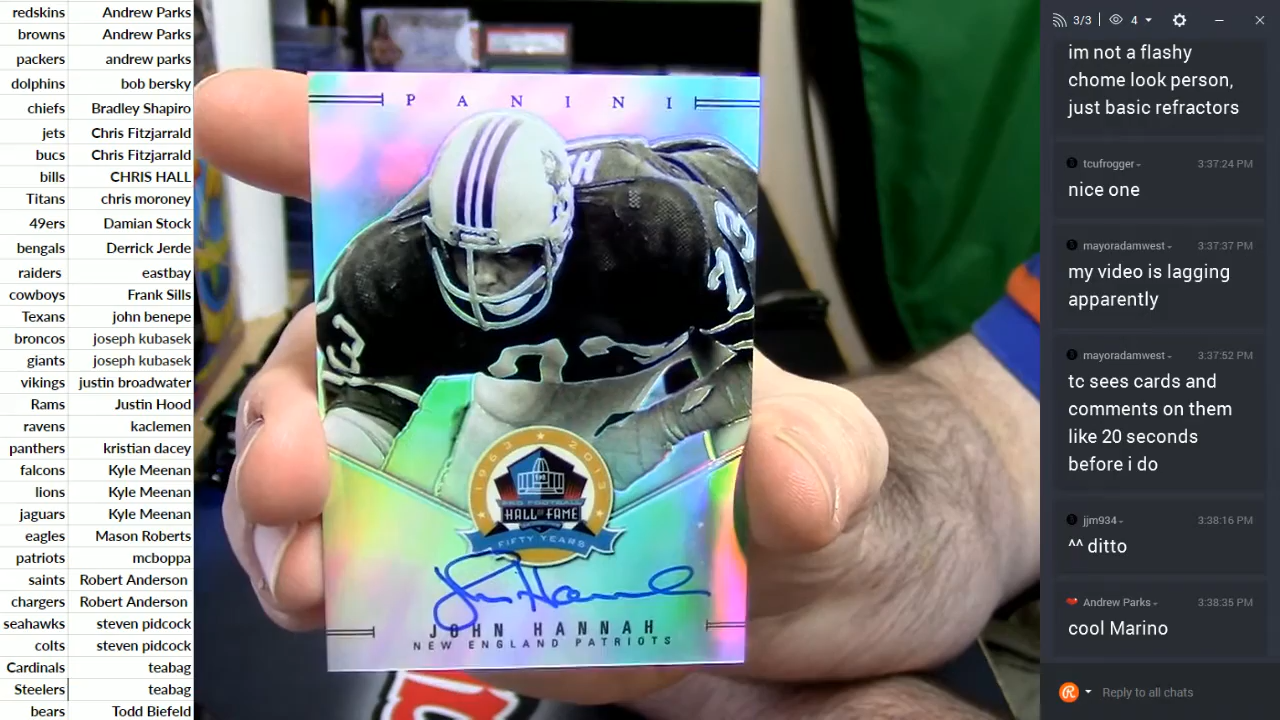 redskins Andrew Parks
browns Andrew Parks
packers andrew parks
dolphins bob bersky
chiefs Bradley Shapiro
jets Chris Fitzjarrald
bucs Chris Fitzjarrald
bills CHRIS HALL
Titans chris moroney
49ers Damian Stock
bengals Derrick Jerde
raiders eastbay
cowboys Frank Sills
Texans john benepe
broncos joseph kubasek
giants joseph kubasek
vikings justin broadwater
Rams Justin Hood
ravens kaclemen
panthers kristian dacey
falcons Kyle Meenan
lions Kyle Meenan
jaguars Kyle Meenan
eagles Mason Roberts
patriots mcboppa
saints Robert Anderson
chargers Robert Anderson
seahawks steven pidcock
colts steven pidcock
Cardinals teabag
Steelers teabag
bears Todd Biefeld
PANINI
73
1963 2013
PRO FOOTBALL
HALL OF FAME
FIFTY YEARS
John Hannah
JOHN HANNAH
NEW ENGLAND PATRIOTS
3/3 4
im not a flashy
chome look person,
just basic refractors
tcufrogger 3:37:24 PM
nice one
mayoradamwest 3:37:37 PM
my video is lagging
apparently
mayoradamwest 3:37:52 PM
tc sees cards and
comments on them
like 20 seconds
before i do
jjm934 3:38:16 PM
^^ ditto
Andrew Parks 3:38:35 PM
cool Marino
Reply to all chats